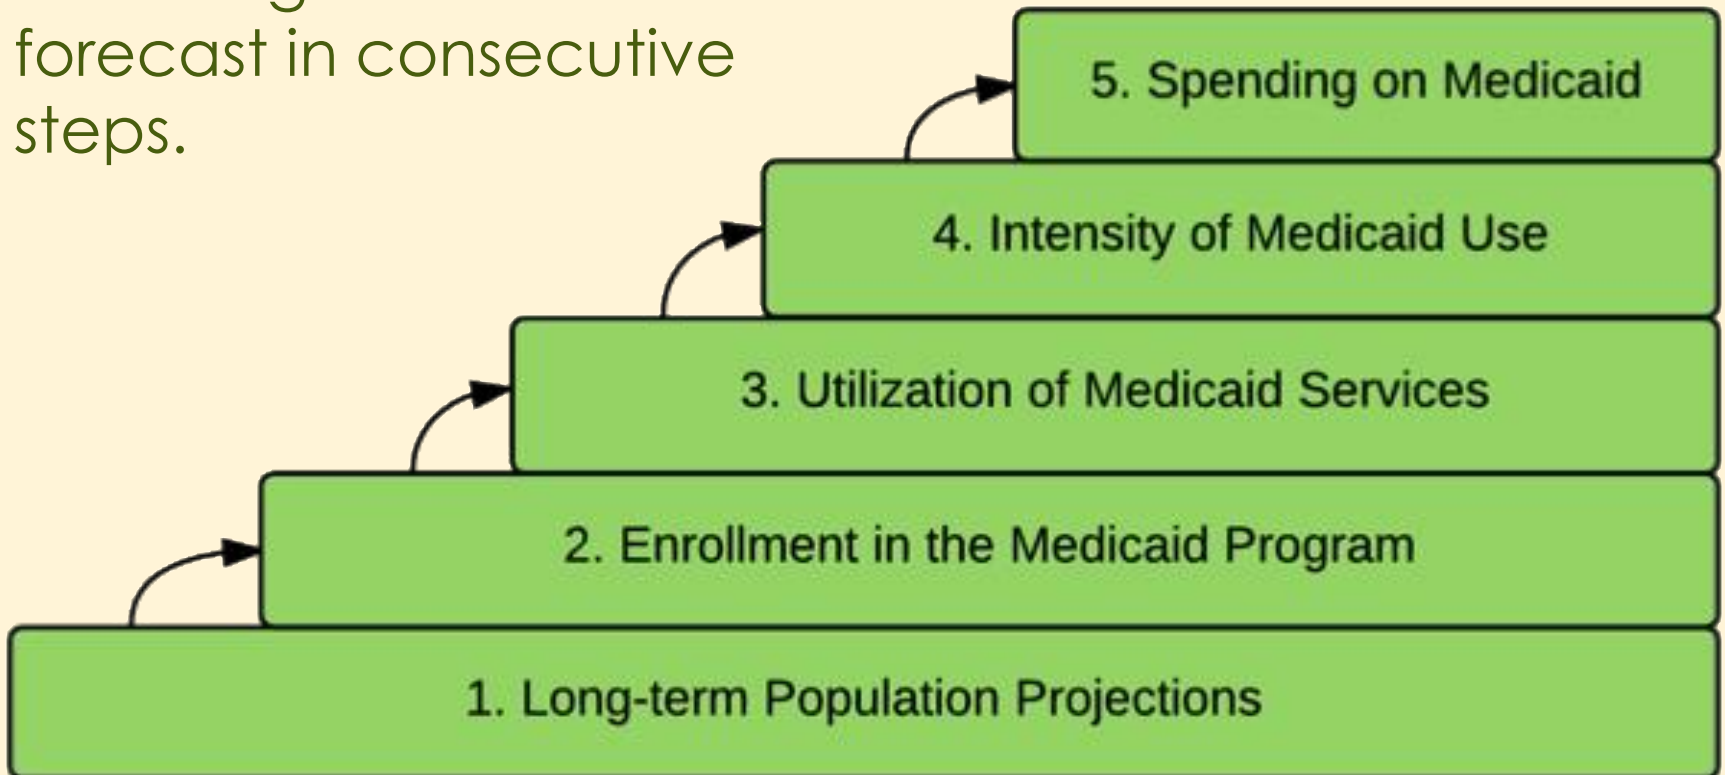 forecast in consecutive
steps.
5. Spending on Medicaid
4. Intensity of Medicaid Use
3. Utilization of Medicaid Services
2. Enrollment in the Medicaid Program
1. Long-term Population Projections